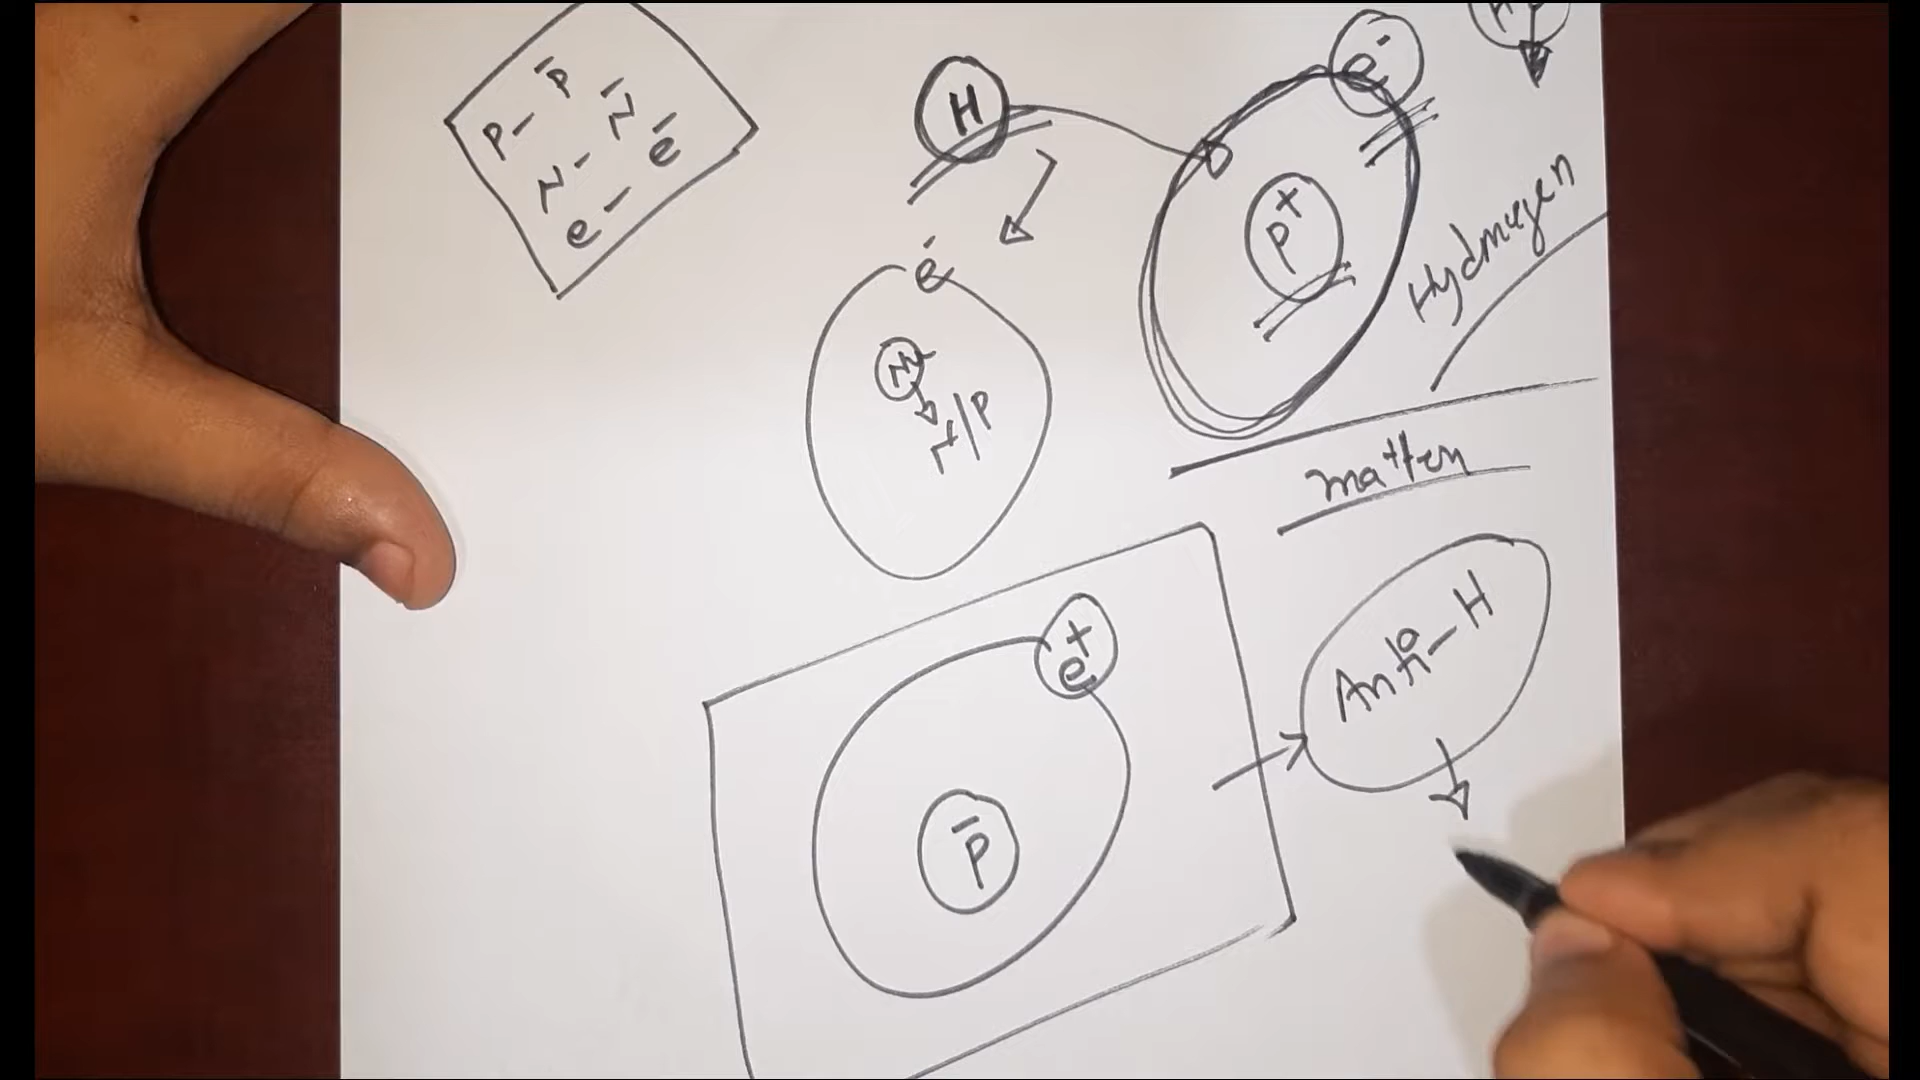 P - p̄
N - N̄
e - ē
H
e⁻
P⁺
Hydrogen
e⁻
N
N/P
matter
e⁺
p̄
Anti-H